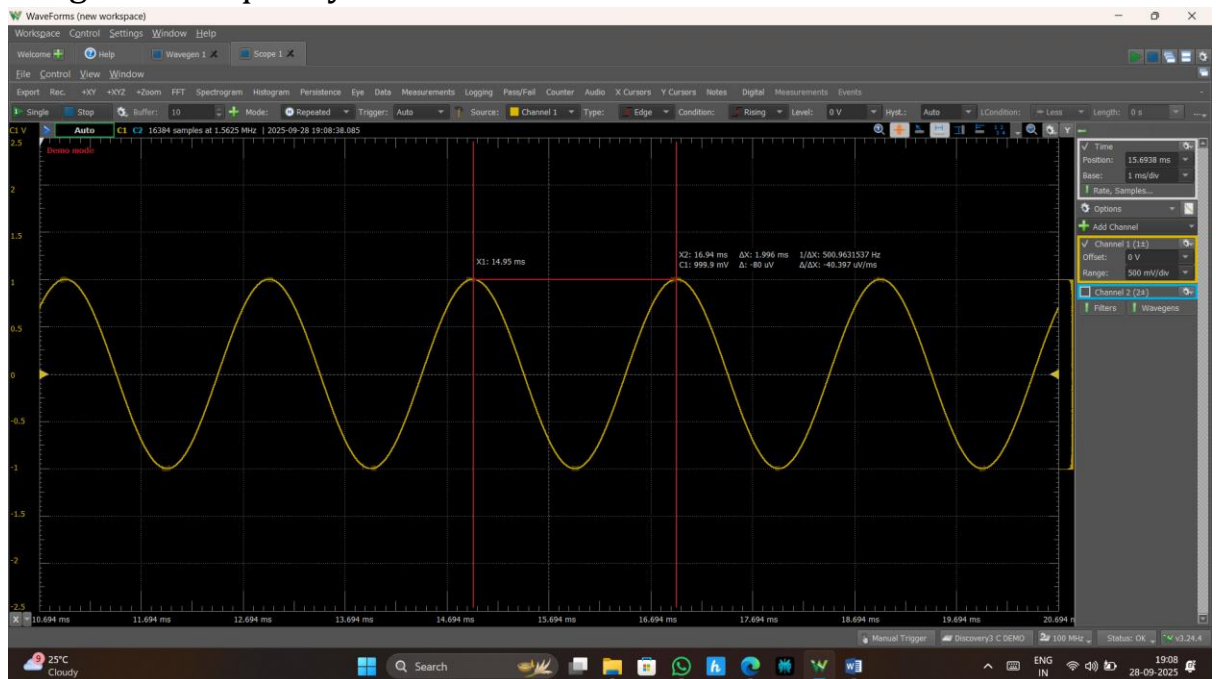 WaveForms (new workspace)
Workspace Control Settings Window Help
Welcome Help Wavegen 1 Scope 1
File Control View Window
Export Rec. +XY +XYZ +Zoom FFT Spectrogram Histogram Persistence Eye Data Measurements Logging Pass/Fail Counter Audio X Cursors Y Cursors Notes Digital Measurements Events
Single Stop Buffer: 10 Mode: Repeated Trigger: Auto Source: Channel 1 Type: Edge Condition: Rising Level: 0 V Hyst.: Auto LCondition: Less Length: 0 s
C1 V Auto C1 C2 16384 samples at 1.5625 MHz | 2025-09-28 19:08:38.085 Y
Demo mode
2.5
2
1.5
1
0.5
0
-0.5
-1
-1.5
-2
-2.5
X1: 14.95 ms
X2: 16.94 ms ΔX: 1.996 ms 1/ΔX: 500.9631537 Hz
C1: 999.9 mV Δ: -80 uV Δ/ΔX: -40.397 uV/ms
X 10.694 ms 11.694 ms 12.694 ms 13.694 ms 14.694 ms 15.694 ms 16.694 ms 17.694 ms 18.694 ms 19.694 ms 20.694
Time
Position: 15.6938 ms
Base: 1 ms/div
Rate, Samples...
Options
Add Channel
Channel 1 (1±)
Offset: 0 V
Range: 500 mV/div
Channel 2 (2±)
Filters Wavegens
Manual Trigger Discovery3 C DEMO 100 MHz Status: OK v3.24.4
9 25°C
Cloudy
Search
ENG
IN
19:08
28-09-2025